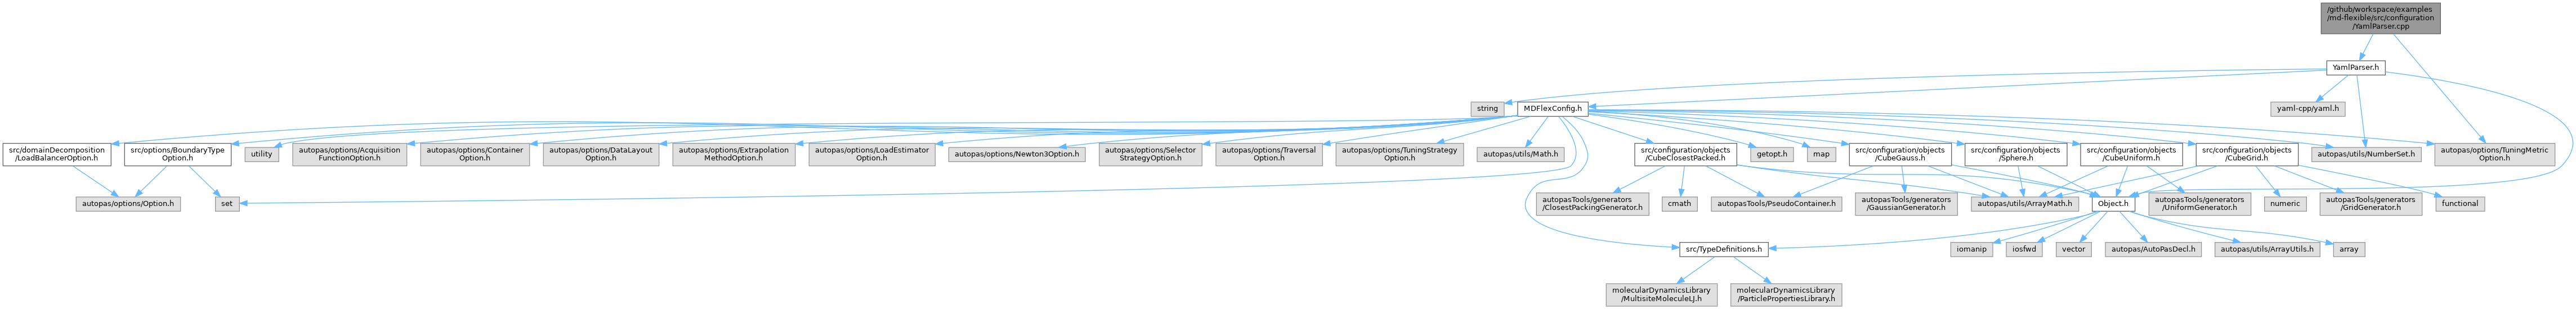 /github/workspace/examples
/md-flexible/src/configuration
/YamlParser.cpp
YamlParser.h
string
MDFlexConfig.h
yaml-cpp/yaml.h
src/domainDecomposition
/LoadBalancerOption.h
src/options/BoundaryType
Option.h
utility
autopas/options/Acquisition
FunctionOption.h
autopas/options/Container
Option.h
autopas/options/DataLayout
Option.h
autopas/options/Extrapolation
MethodOption.h
autopas/options/LoadEstimator
Option.h
autopas/options/Newton3Option.h
autopas/options/Selector
StrategyOption.h
autopas/options/Traversal
Option.h
autopas/options/TuningStrategy
Option.h
autopas/utils/Math.h
src/configuration/objects
/CubeClosestPacked.h
getopt.h
map
src/configuration/objects
/CubeGauss.h
src/configuration/objects
/Sphere.h
src/configuration/objects
/CubeUniform.h
src/configuration/objects
/CubeGrid.h
autopas/utils/NumberSet.h
autopas/options/TuningMetric
Option.h
autopas/options/Option.h
set
autopasTools/generators
/ClosestPackingGenerator.h
cmath
autopasTools/PseudoContainer.h
autopasTools/generators
/GaussianGenerator.h
autopas/utils/ArrayMath.h
Object.h
autopasTools/generators
/UniformGenerator.h
numeric
autopasTools/generators
/GridGenerator.h
functional
src/TypeDefinitions.h
iomanip
iosfwd
vector
autopas/AutoPasDecl.h
autopas/utils/ArrayUtils.h
array
molecularDynamicsLibrary
/MultisiteMoleculeLJ.h
molecularDynamicsLibrary
/ParticlePropertiesLibrary.h